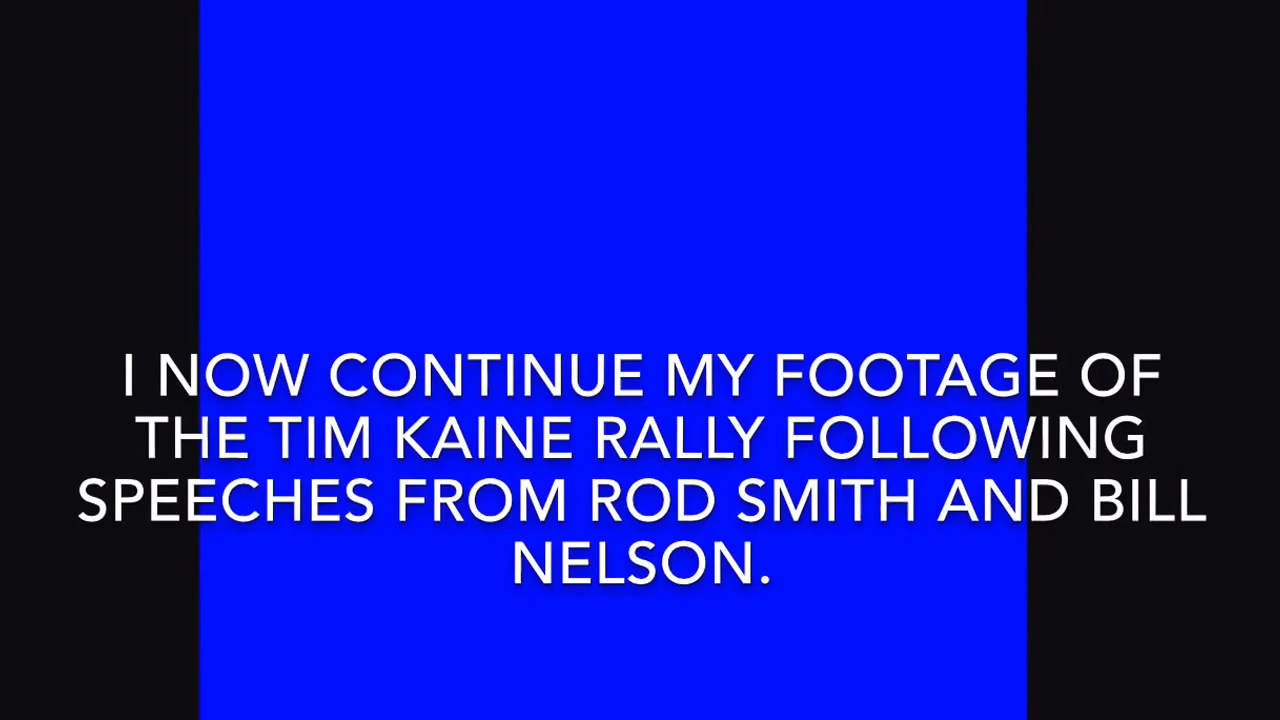 I NOW CONTINUE MY FOOTAGE OF
THE TIM KAINE RALLY FOLLOWING
SPEECHES FROM ROD SMITH AND BILL
NELSON.